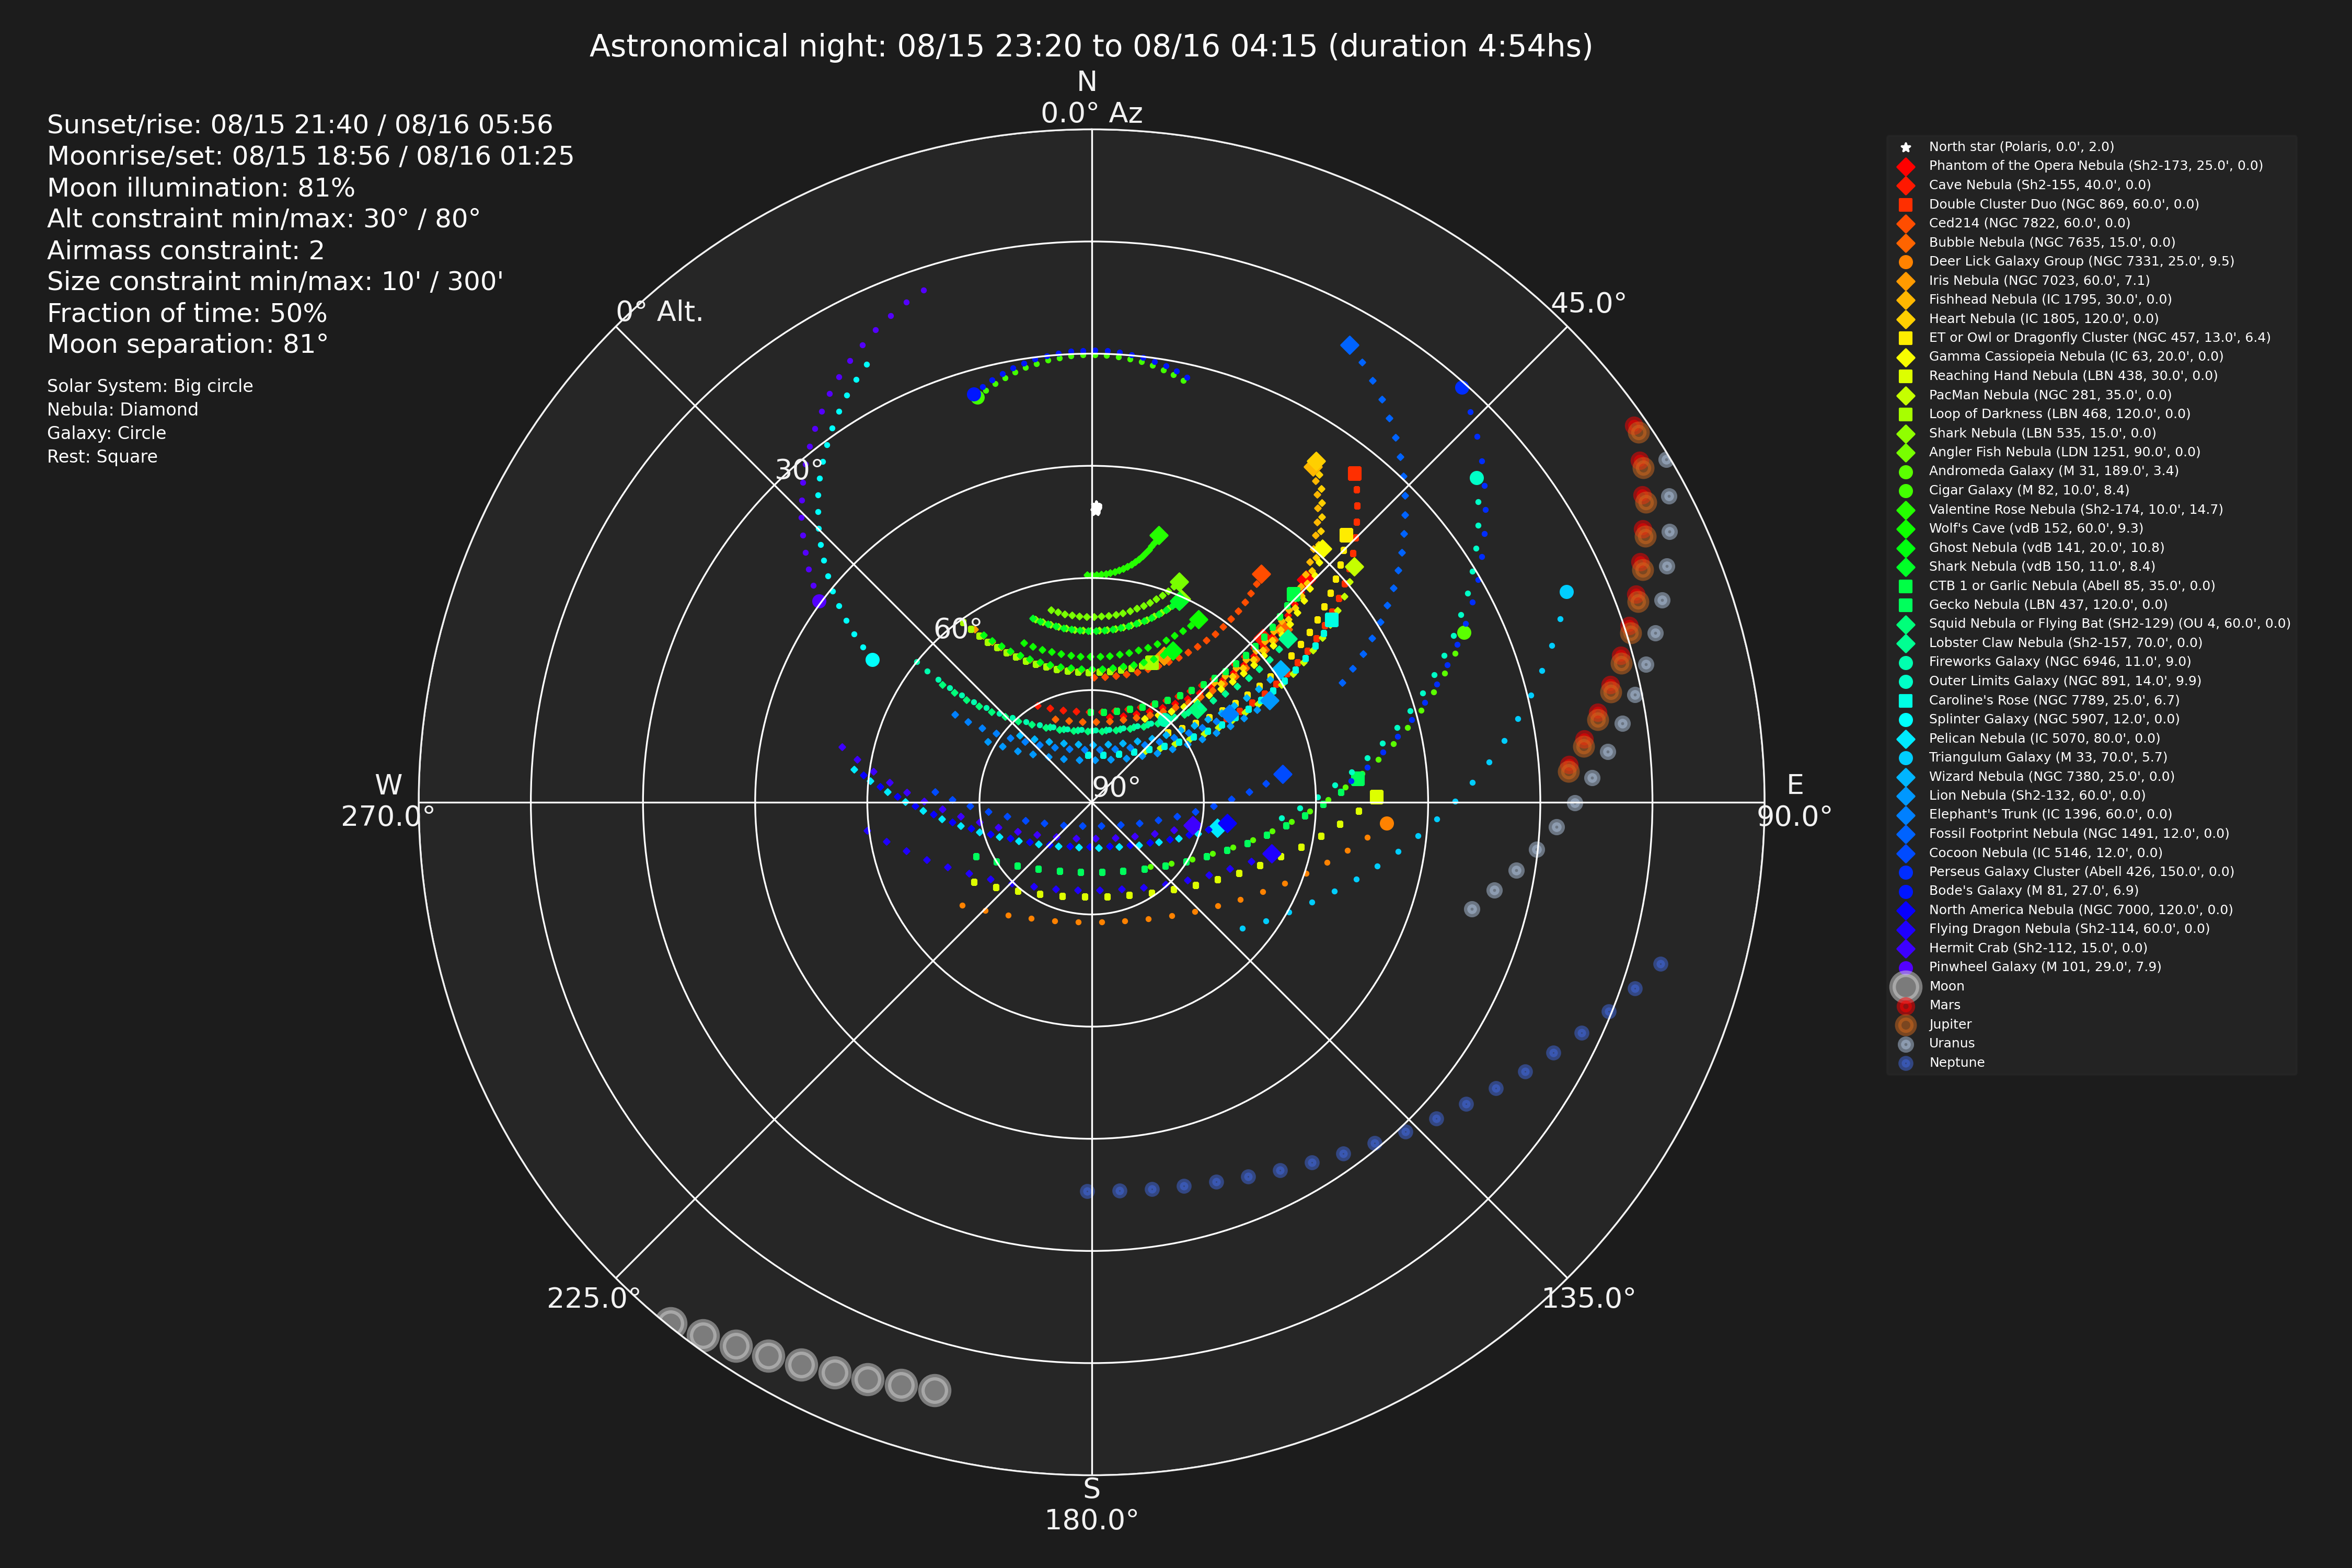 Astronomical night: 08/15 23:20 to 08/16 04:15 (duration 4:54hs)
N
0.0° Az
Sunset/rise: 08/15 21:40 / 08/16 05:56
Moonrise/set: 08/15 18:56 / 08/16 01:25
Moon illumination: 81%
Alt constraint min/max: 30° / 80°
Airmass constraint: 2
Size constraint min/max: 10' / 300'
Fraction of time: 50%
Moon separation: 81°
Solar System: Big circle
Nebula: Diamond
Galaxy: Circle
Rest: Square
0° Alt.
45.0°
30°
60°
90°
W
270.0°
E
90.0°
225.0°
135.0°
S
180.0°
North star (Polaris, 0.0', 2.0)
Phantom of the Opera Nebula (Sh2-173, 25.0', 0.0)
Cave Nebula (Sh2-155, 40.0', 0.0)
Double Cluster Duo (NGC 869, 60.0', 0.0)
Ced214 (NGC 7822, 60.0', 0.0)
Bubble Nebula (NGC 7635, 15.0', 0.0)
Deer Lick Galaxy Group (NGC 7331, 25.0', 9.5)
Iris Nebula (NGC 7023, 60.0', 7.1)
Fishhead Nebula (IC 1795, 30.0', 0.0)
Heart Nebula (IC 1805, 120.0', 0.0)
ET or Owl or Dragonfly Cluster (NGC 457, 13.0', 6.4)
Gamma Cassiopeia Nebula (IC 63, 20.0', 0.0)
Reaching Hand Nebula (LBN 438, 30.0', 0.0)
PacMan Nebula (NGC 281, 35.0', 0.0)
Loop of Darkness (LBN 468, 120.0', 0.0)
Shark Nebula (LBN 535, 15.0', 0.0)
Angler Fish Nebula (LDN 1251, 90.0', 0.0)
Andromeda Galaxy (M 31, 189.0', 3.4)
Cigar Galaxy (M 82, 10.0', 8.4)
Valentine Rose Nebula (Sh2-174, 10.0', 14.7)
Wolf's Cave (vdB 152, 60.0', 9.3)
Ghost Nebula (vdB 141, 20.0', 10.8)
Shark Nebula (vdB 150, 11.0', 8.4)
CTB 1 or Garlic Nebula (Abell 85, 35.0', 0.0)
Gecko Nebula (LBN 437, 120.0', 0.0)
Squid Nebula or Flying Bat (SH2-129) (OU 4, 60.0', 0.0)
Lobster Claw Nebula (Sh2-157, 70.0', 0.0)
Fireworks Galaxy (NGC 6946, 11.0', 9.0)
Outer Limits Galaxy (NGC 891, 14.0', 9.9)
Caroline's Rose (NGC 7789, 25.0', 6.7)
Splinter Galaxy (NGC 5907, 12.0', 0.0)
Pelican Nebula (IC 5070, 80.0', 0.0)
Triangulum Galaxy (M 33, 70.0', 5.7)
Wizard Nebula (NGC 7380, 25.0', 0.0)
Lion Nebula (Sh2-132, 60.0', 0.0)
Elephant's Trunk (IC 1396, 60.0', 0.0)
Fossil Footprint Nebula (NGC 1491, 12.0', 0.0)
Cocoon Nebula (IC 5146, 12.0', 0.0)
Perseus Galaxy Cluster (Abell 426, 150.0', 0.0)
Bode's Galaxy (M 81, 27.0', 6.9)
North America Nebula (NGC 7000, 120.0', 0.0)
Flying Dragon Nebula (Sh2-114, 60.0', 0.0)
Hermit Crab (Sh2-112, 15.0', 0.0)
Pinwheel Galaxy (M 101, 29.0', 7.9)
Moon
Mars
Jupiter
Uranus
Neptune